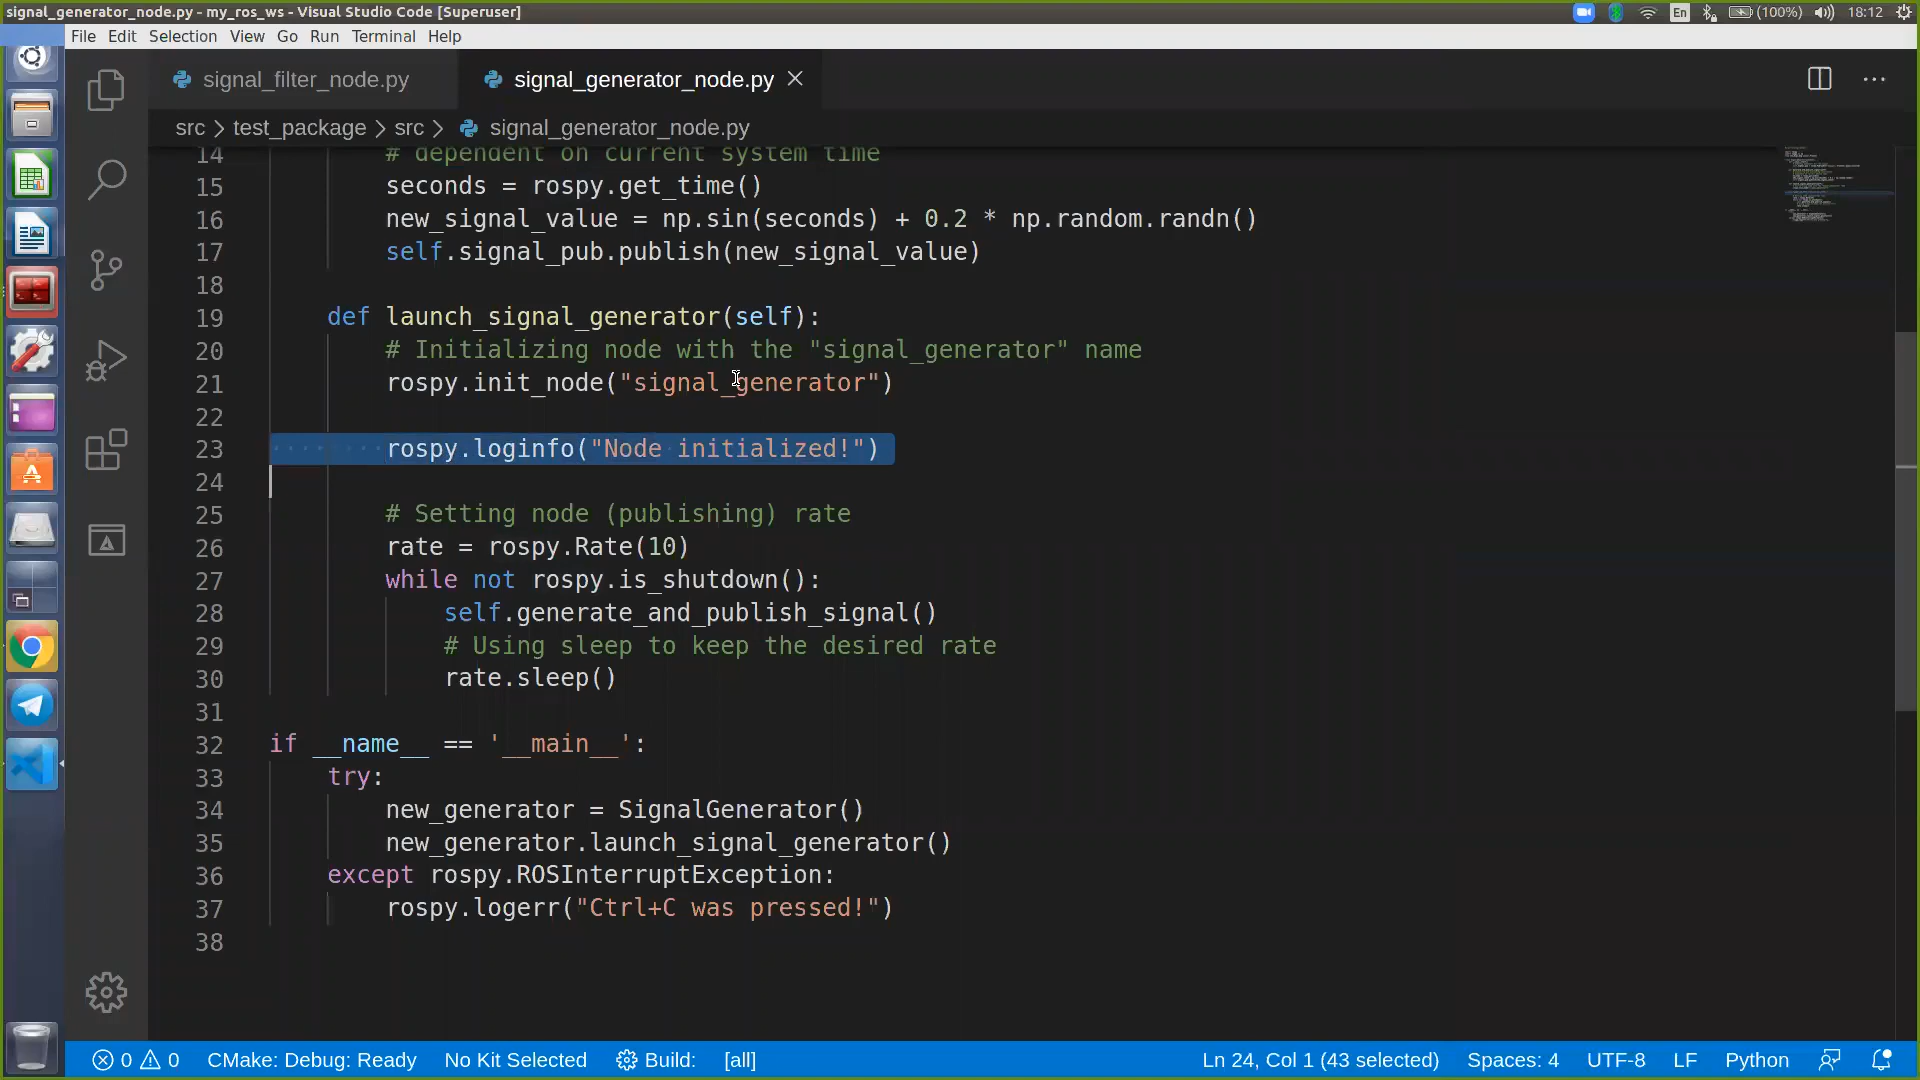 signal_generator_node.py - my_ros_ws - Visual Studio Code [Superuser]
En
(100%)
18:12
File Edit Selection View Go Run Terminal Help
signal_filter_node.py
signal_generator_node.py
src > test_package > src > signal_generator_node.py
14 # dependent on current system time
15 seconds = rospy.get_time()
16 new_signal_value = np.sin(seconds) + 0.2 * np.random.randn()
17 self.signal_pub.publish(new_signal_value)
18
19 def launch_signal_generator(self):
20 # Initializing node with the "signal_generator" name
21 rospy.init_node("signal_generator")
22
23 rospy.loginfo("Node initialized!")
24
25 # Setting node (publishing) rate
26 rate = rospy.Rate(10)
27 while not rospy.is_shutdown():
28 self.generate_and_publish_signal()
29 # Using sleep to keep the desired rate
30 rate.sleep()
31
32 if __name__ == '__main__':
33 try:
34 new_generator = SignalGenerator()
35 new_generator.launch_signal_generator()
36 except rospy.ROSInterruptException:
37 rospy.logerr("Ctrl+C was pressed!")
38
0 0 CMake: Debug: Ready No Kit Selected Build: [all] Ln 24, Col 1 (43 selected) Spaces: 4 UTF-8 LF Python